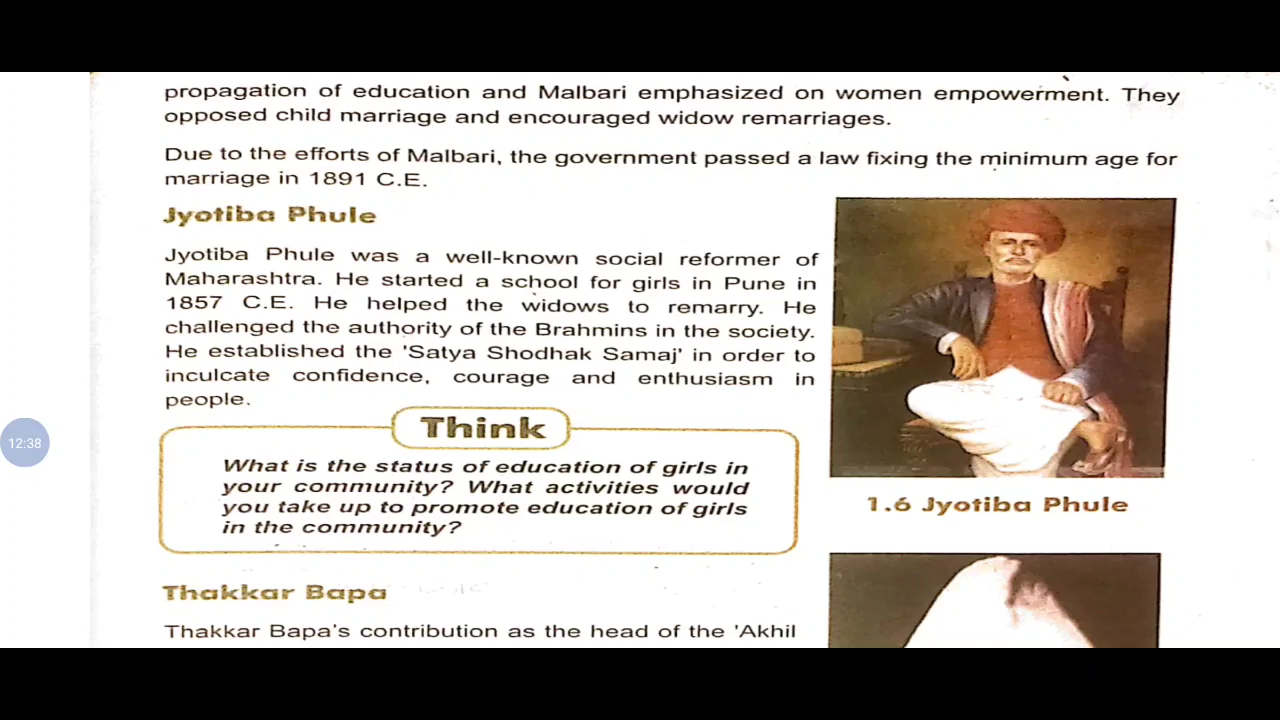 propagation of education and Malbari emphasized on women empowerment. They
opposed child marriage and encouraged widow remarriages.
Due to the efforts of Malbari, the government passed a law fixing the minimum age for
marriage in 1891 C.E.
Jyotiba Phule
Jyotiba Phule was a well-known social reformer of
Maharashtra. He started a school for girls in Pune in
1857 C.E. He helped the widows to remarry. He
challenged the authority of the Brahmins in the society.
He established the 'Satya Shodhak Samaj' in order to
inculcate confidence, courage and enthusiasm in
people.
Think
What is the status of education of girls in
your community? What activities would
you take up to promote education of girls
in the community?
1.6 Jyotiba Phule
Thakkar Bapa
Thakkar Bapa's contribution as the head of the 'Akhil
12:38